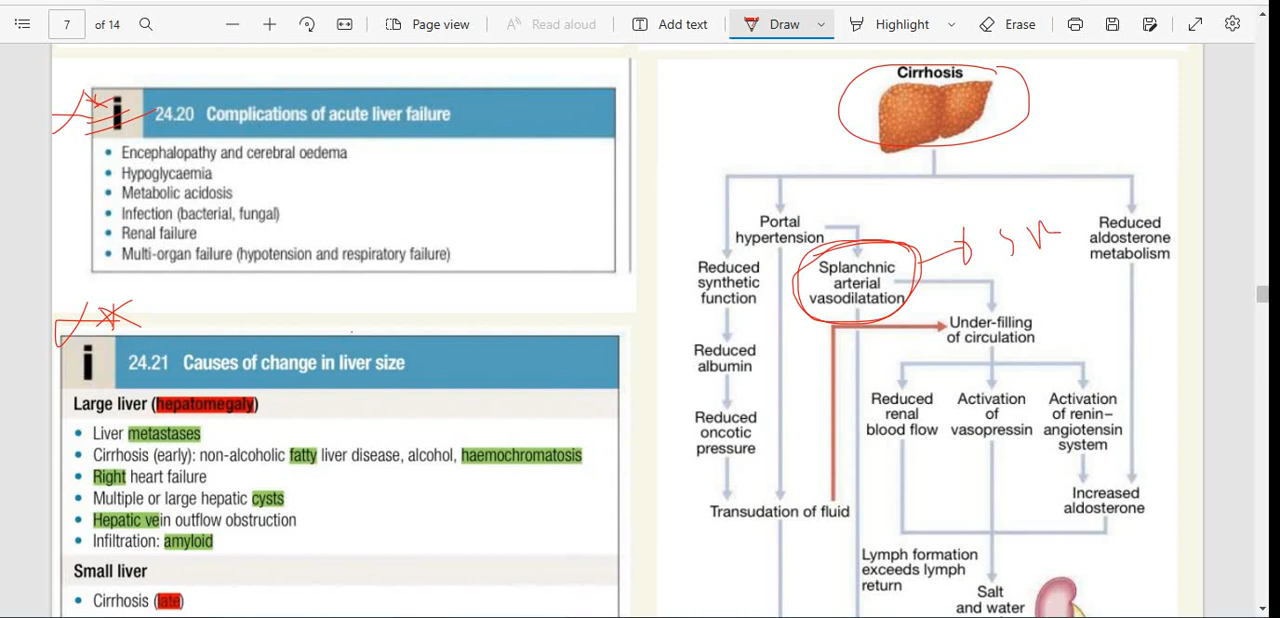 7
of 14
Page view
Read aloud
Add text
Draw
Highlight
Erase
i
24.20 Complications of acute liver failure
• Encephalopathy and cerebral oedema
• Hypoglycaemia
• Metabolic acidosis
• Infection (bacterial, fungal)
• Renal failure
• Multi-organ failure (hypotension and respiratory failure)
i
24.21 Causes of change in liver size
Large liver (hepatomegaly)
• Liver metastases
• Cirrhosis (early): non-alcoholic fatty liver disease, alcohol, haemochromatosis
• Right heart failure
• Multiple or large hepatic cysts
• Hepatic vein outflow obstruction
• Infiltration: amyloid
Small liver
• Cirrhosis (late)
Cirrhosis
Portal
hypertension
Reduced
aldosterone
metabolism
Reduced
synthetic
function
Splanchnic
arterial
vasodilatation
Under-filling
of circulation
Reduced
albumin
Reduced
renal
blood flow
Activation
of
vasopressin
Activation
of renin–
angiotensin
system
Reduced
oncotic
pressure
Increased
aldosterone
Transudation of fluid
Lymph formation
exceeds lymph
return
Salt
and water